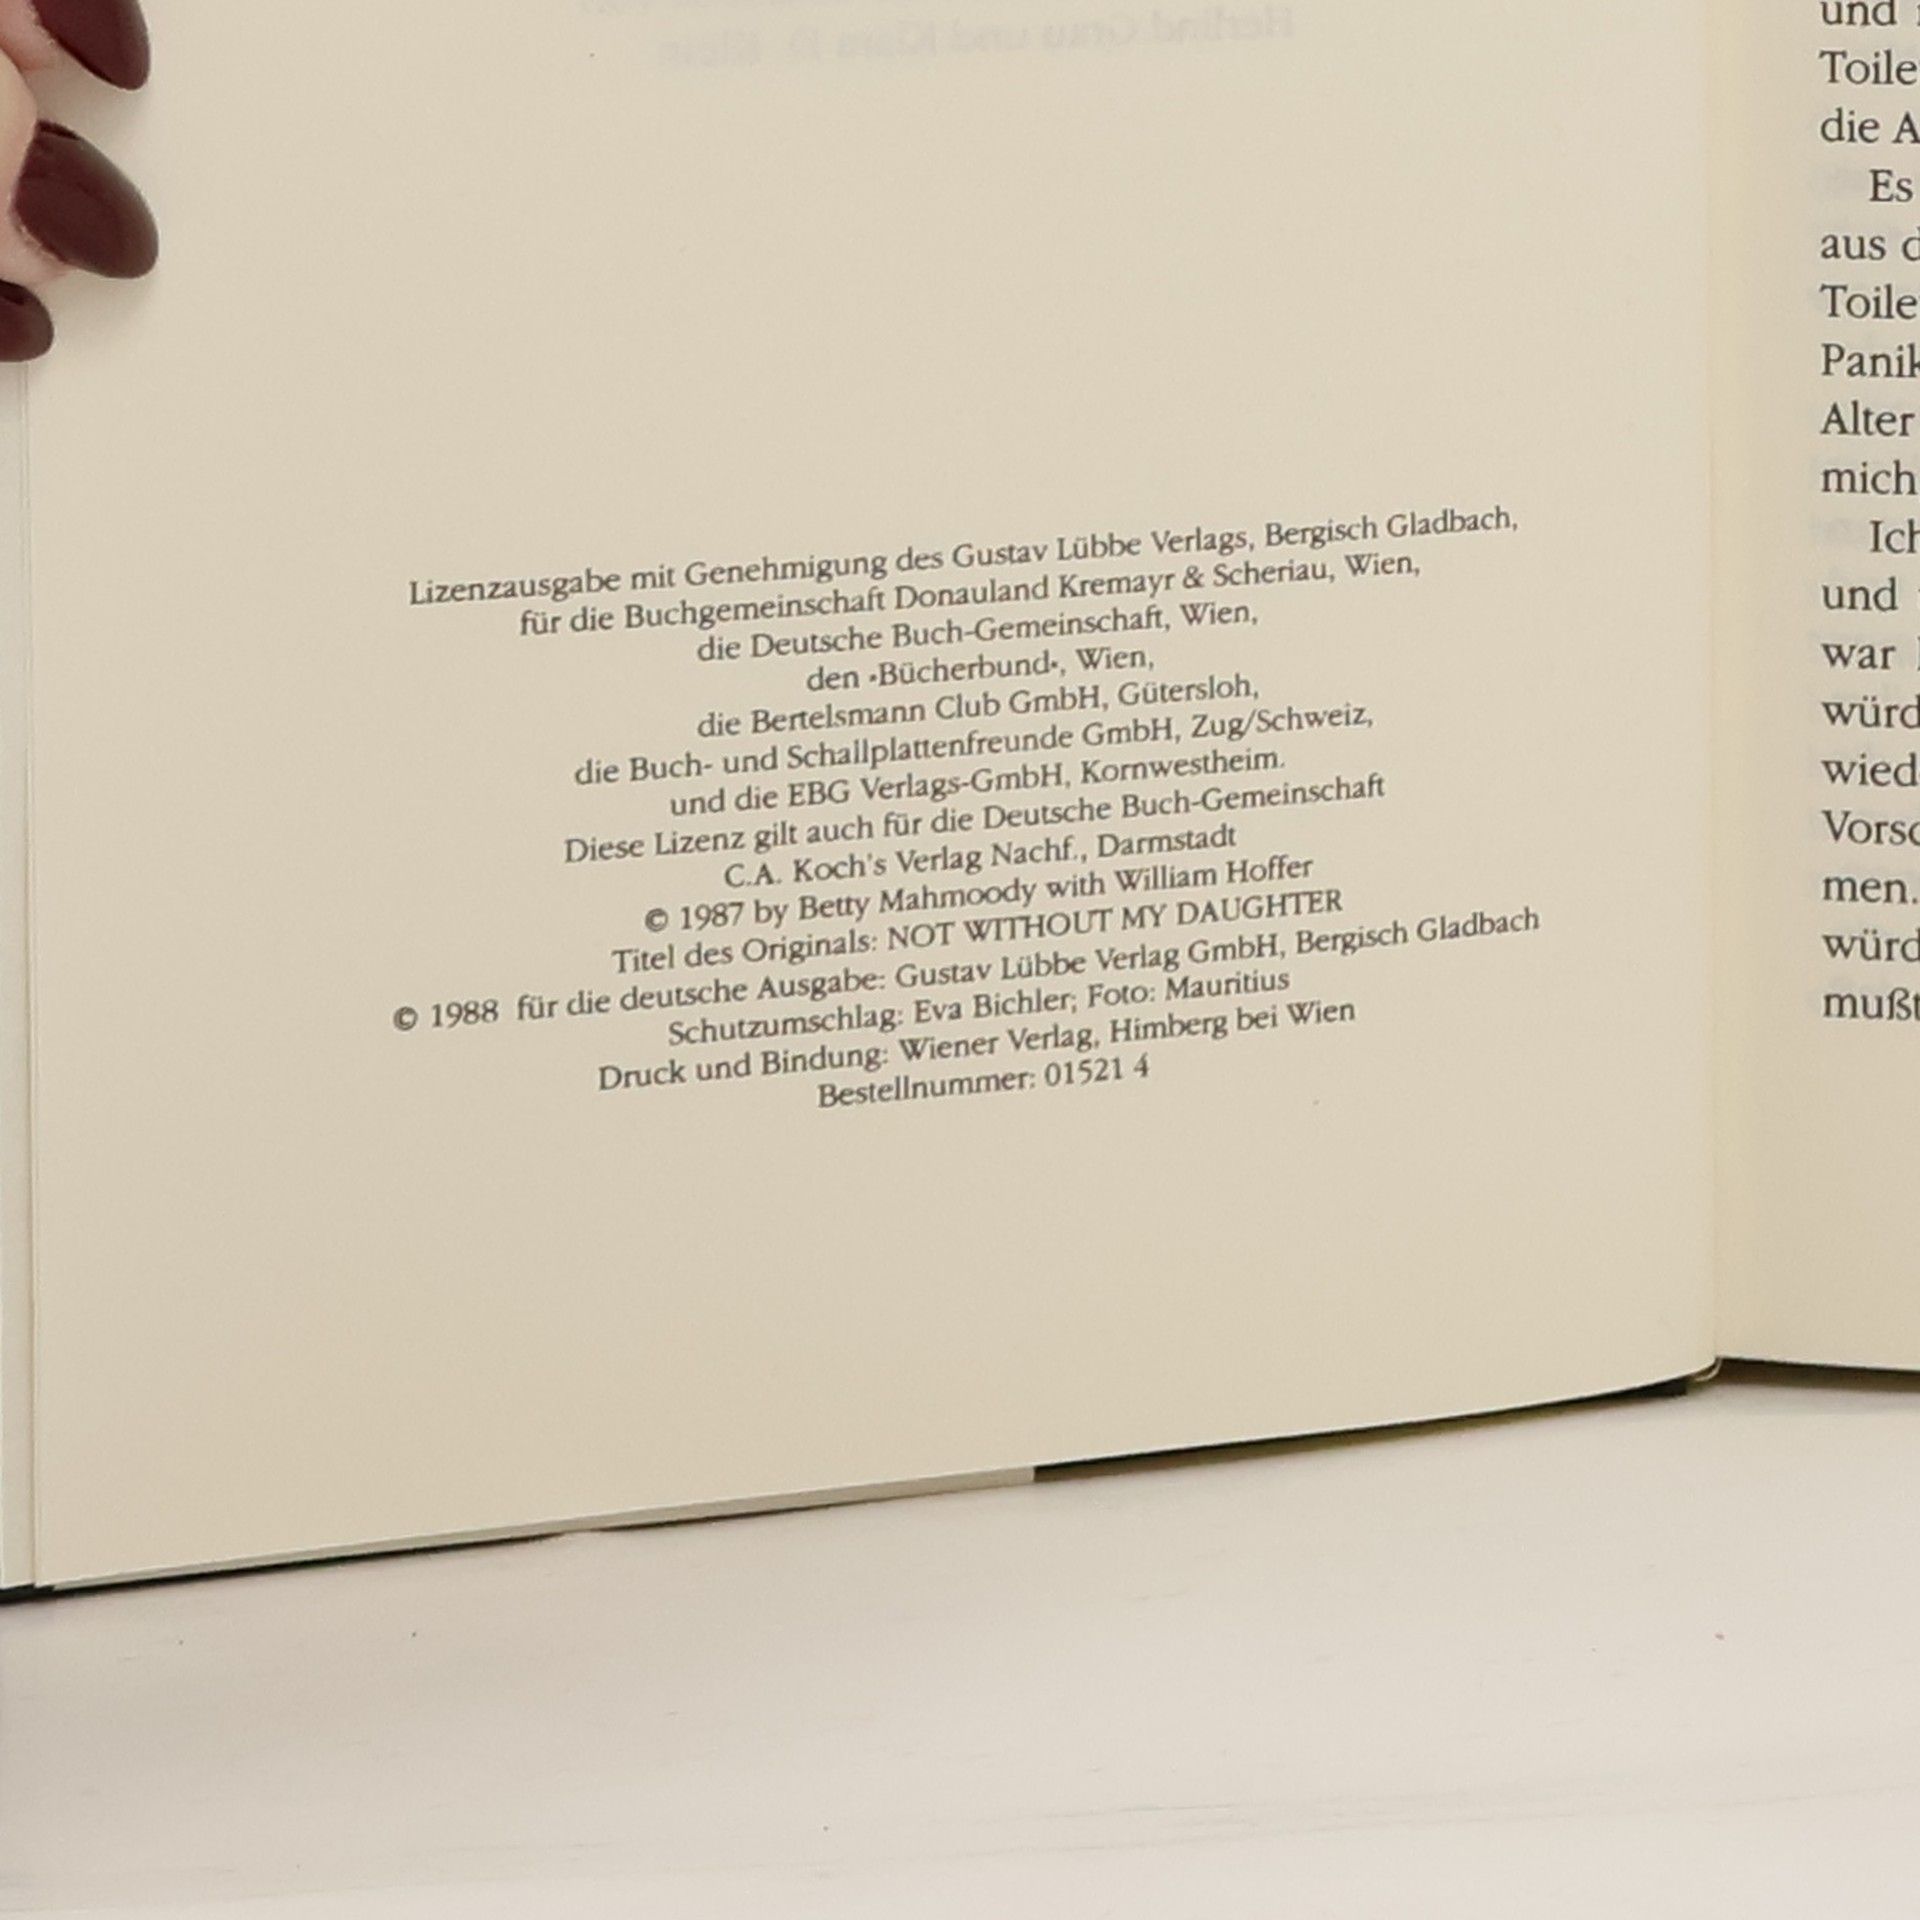 Lizenzausgabe mit Genehmigung des Gustav Lübbe Verlags, Bergisch Gladbach,
für die Buchgemeinschaft Donauland Kremayr & Scheriau, Wien,
die Deutsche Buch-Gemeinschaft, Wien,
den ·Bücherbund·, Wien,
die Bertelsmann Club GmbH, Gütersloh,
die Buch- und Schallplattenfreunde GmbH, Zug/Schweiz,
und die EBG Verlags-GmbH, Kornwestheim.
Diese Lizenz gilt auch für die Deutsche Buch-Gemeinschaft
C.A. Koch's Verlag Nachf., Darmstadt
© 1987 by Betty Mahmoody with William Hoffer
Titel des Originals: NOT WITHOUT MY DAUGHTER
© 1988 für die deutsche Ausgabe: Gustav Lübbe Verlag GmbH, Bergisch Gladbach
Schutzumschlag: Eva Bichler; Foto: Mauritius
Druck und Bindung: Wiener Verlag, Himberg bei Wien
Bestellnummer: 01521 4
und
Toile
die A
Es
aus d
Toile
Panik
Alter
mich
Ich
und
war
würd
wied
Vorsc
men.
würd
mußt